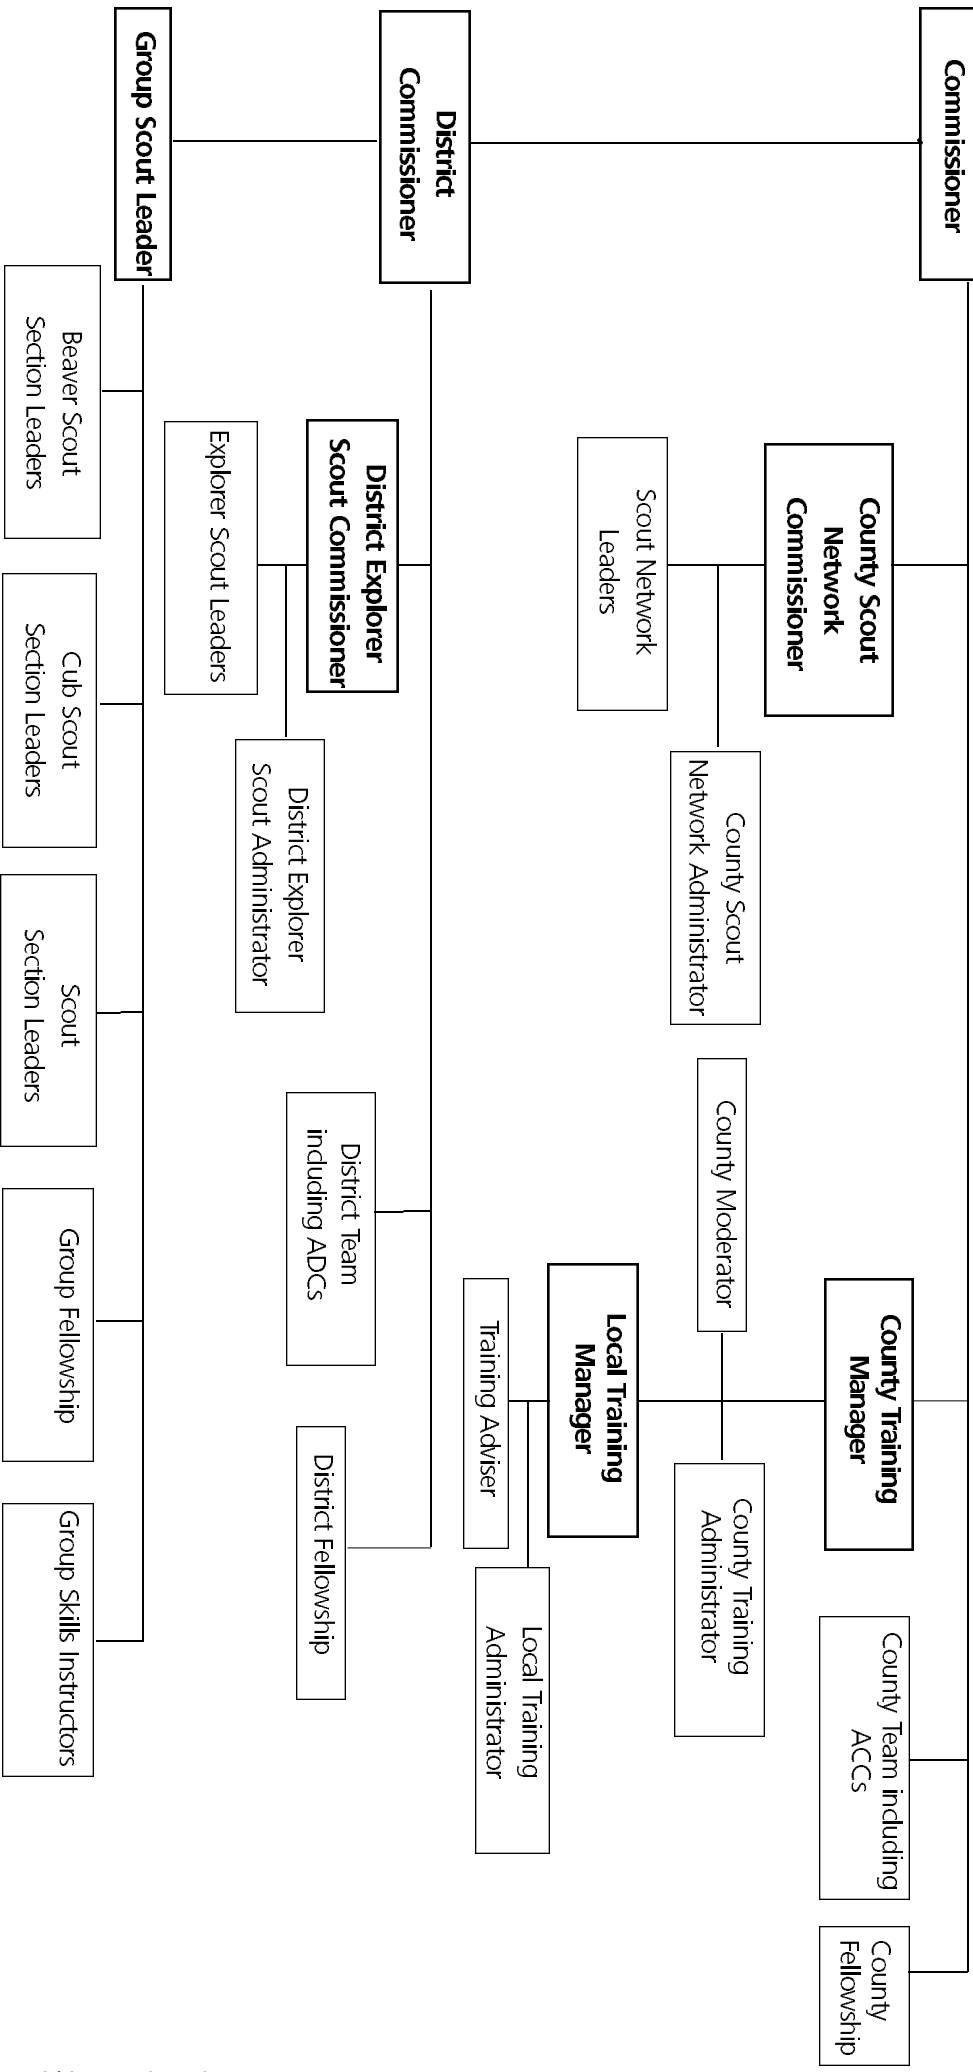 Commissioner
County Scout
Network
Commissioner
County Training
Manager
County Team including
ACCs
County
Fellowship
County Scout
Network Administrator
County Moderator
County Training
Administrator
Scout Network
Leaders
Local Training
Manager
Training Adviser
Local Training
Administrator
District
Commissioner
District Explorer
Scout Commissioner
District Team
including ADCs
District Fellowship
District Explorer
Scout Administrator
Explorer Scout Leaders
Group Scout Leader
Beaver Scout
Section Leaders
Cub Scout
Section Leaders
Scout
Section Leaders
Group Fellowship
Group Skills Instructors